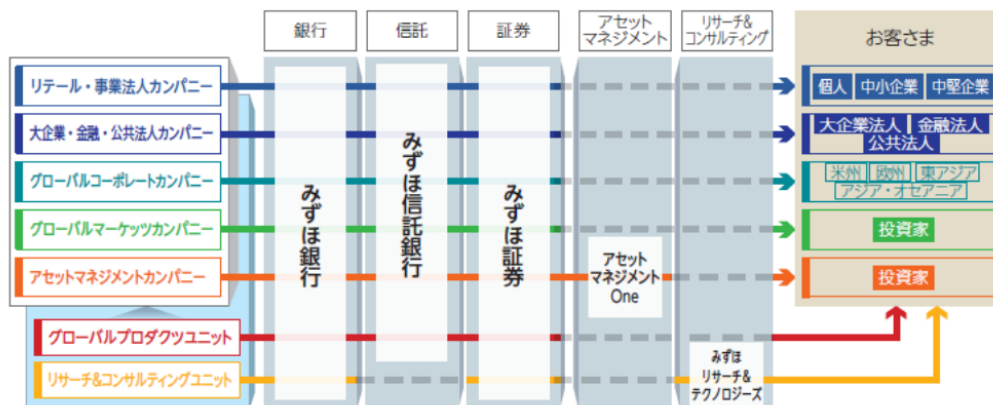 銀行
信託
証券
アセット
マネジメント
リサーチ&
コンサルティング
お客さま
リテール・事業法人カンパニー
個人 中小企業 中堅企業
大企業・金融・公共法人カンパニー
大企業法人 金融法人
公共法人
グローバルコーポレートカンパニー
米州 欧州 東アジア
アジア・オセアニア
グローバルマーケッツカンパニー
投資家
アセットマネジメントカンパニー
投資家
グローバルプロダクツユニット
リサーチ&コンサルティングユニット
みずほ銀行
みずほ信託銀行
みずほ証券
アセット
マネジメント
One
みずほ
リサーチ&
テクノロジーズ